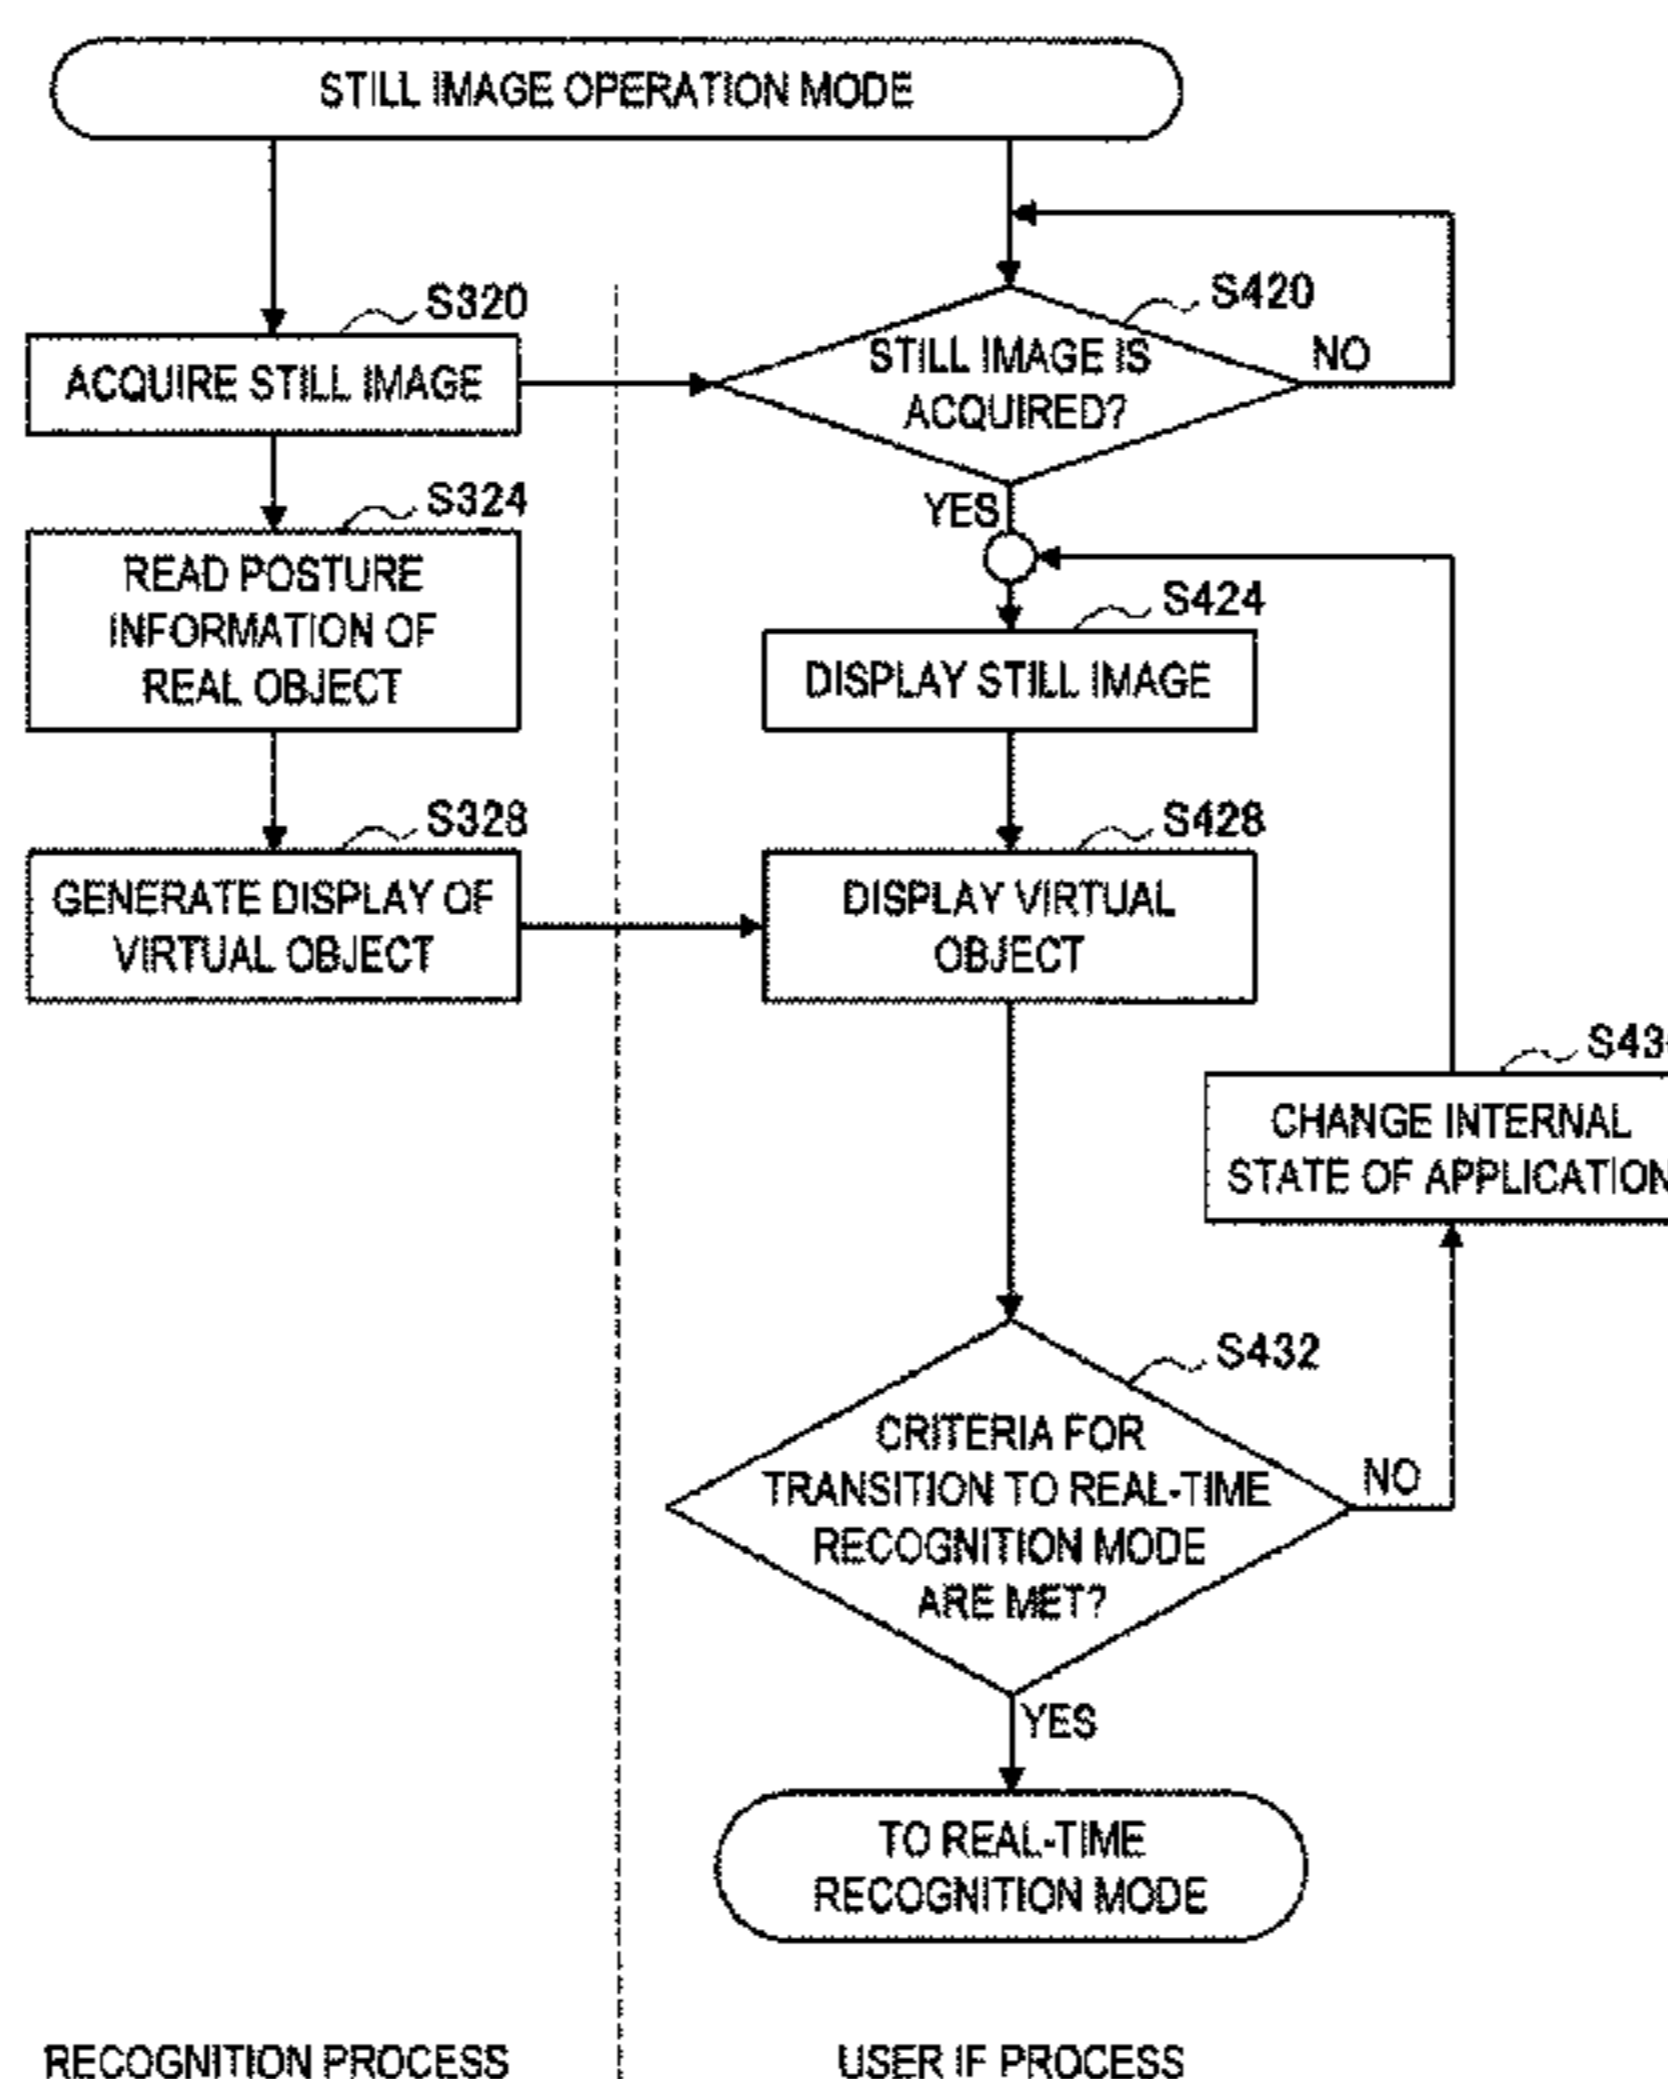 STILL IMAGE OPERATION MODE
S320
ACQUIRE STILL IMAGE
S324
READ POSTURE
INFORMATION OF
REAL OBJECT
S328
GENERATE DISPLAY OF
VIRTUAL OBJECT
S420
STILL IMAGE IS
ACQUIRED?
NO
YES
S424
DISPLAY STILL IMAGE
S428
DISPLAY VIRTUAL
OBJECT
CHANGE INTERNAL
STATE OF APPLICATION
S432
CRITERIA FOR
TRANSITION TO REAL-TIME
RECOGNITION MODE
ARE MET?
NO
YES
TO REAL-TIME
RECOGNITION MODE
RECOGNITION PROCESS
USER IF PROCESS